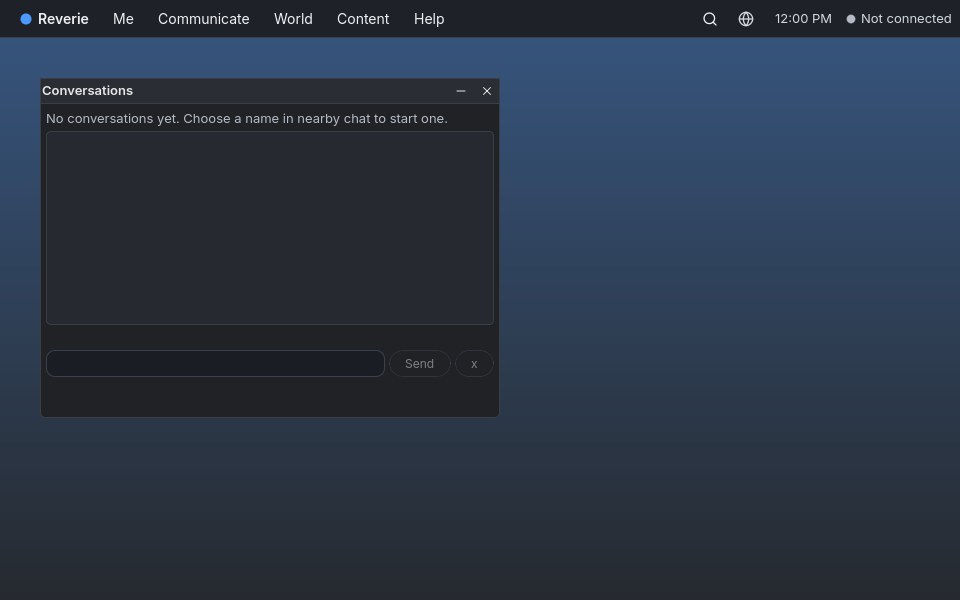 Reverie Me Communicate World Content Help 12:00 PM Not connected
Conversations
No conversations yet. Choose a name in nearby chat to start one.
Send x